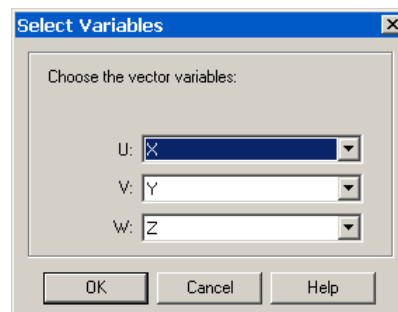 Select Variables
Choose the vector variables:
U: X
V: Y
W: Z
OK Cancel Help